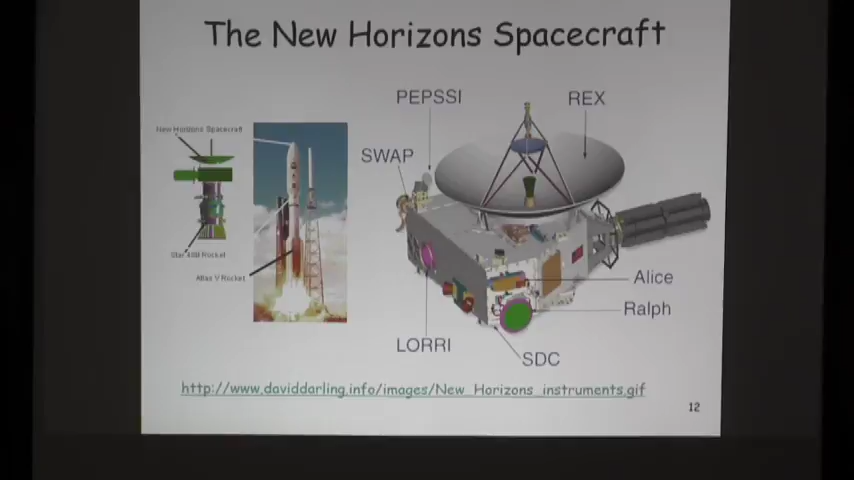 The New Horizons Spacecraft
PEPSSI
REX
New Horizons Spacecraft
SWAP
Star 48B Rocket
Atlas V Rocket
Alice
Ralph
LORRI
SDC
http://www.daviddarling.info/images/New_Horizons_instruments.gif
12